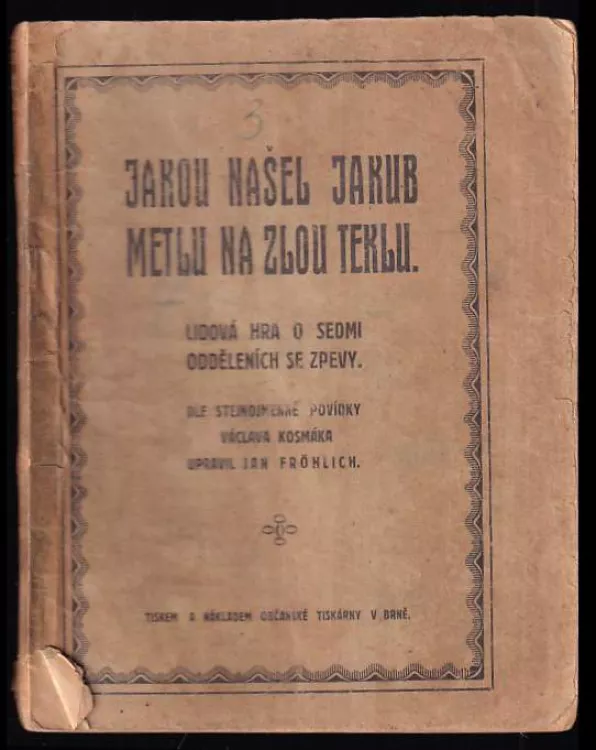 3
JAKOU NAŠEL JAKUB
METLU NA ZLOU TEKLU.
LIDOVÁ HRA O SEDMI
ODDĚLENÍCH SE ZPEVY.
DLE STEJNOJMENNÉ POVÍDKY
VÁCLAVA KOSMÁKA
UPRAVIL JAN FRÖHLICH.
TISKEM A NÁKLADEM OBČANSKÉ TISKÁRNY V BRNĚ.